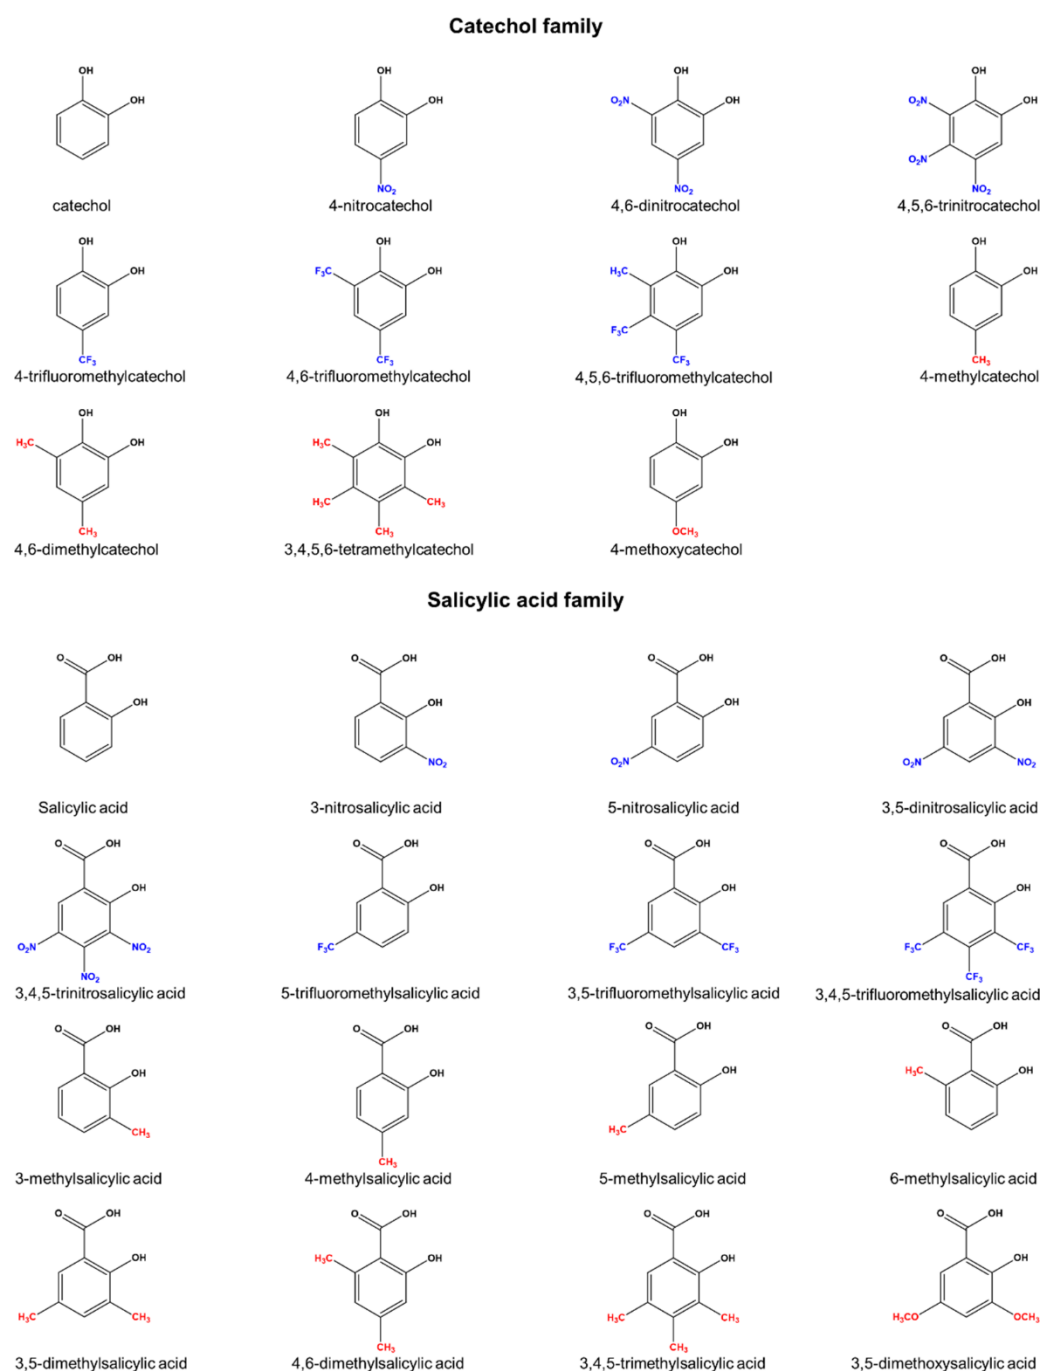 Catechol family
OH
OH
OH
OH
OH
OH
OH
OH
O₂N
O₂N
O₂N
NO₂
NO₂
NO₂
catechol
4-nitrocatechol
4,6-dinitrocatechol
4,5,6-trinitrocatechol
OH
OH
OH
OH
OH
OH
OH
OH
F₃C
H₃C
F₃C
CF₃
CF₃
CF₃
CH₃
4-trifluoromethylcatechol
4,6-trifluoromethylcatechol
4,5,6-trifluoromethylcatechol
4-methylcatechol
OH
OH
OH
OH
OH
OH
H₃C
H₃C
H₃C
CH₃
CH₃
CH₃
OCH₃
4,6-dimethylcatechol
3,4,5,6-tetramethylcatechol
4-methoxycatechol
Salicylic acid family
O
OH
O
OH
O
OH
O
OH
OH
OH
OH
OH
NO₂
O₂N
O₂N
NO₂
Salicylic acid
3-nitrosalicylic acid
5-nitrosalicylic acid
3,5-dinitrosalicylic acid
O
OH
O
OH
O
OH
O
OH
OH
OH
OH
OH
O₂N
NO₂
F₃C
F₃C
CF₃
F₃C
CF₃
NO₂
CF₃
3,4,5-trinitrosalicylic acid
5-trifluoromethylsalicylic acid
3,5-trifluoromethylsalicylic acid
3,4,5-trifluoromethylsalicylic acid
O
OH
O
OH
O
OH
O
OH
OH
OH
OH
H₃C
OH
CH₃
CH₃
H₃C
3-methylsalicylic acid
4-methylsalicylic acid
5-methylsalicylic acid
6-methylsalicylic acid
O
OH
O
OH
O
OH
O
OH
OH
H₃C
OH
OH
OH
H₃C
CH₃
H₃C
CH₃
H₃CO
OCH₃
CH₃
CH₃
3,5-dimethylsalicylic acid
4,6-dimethylsalicylic acid
3,4,5-trimethylsalicylic acid
3,5-dimethoxysalicylic acid